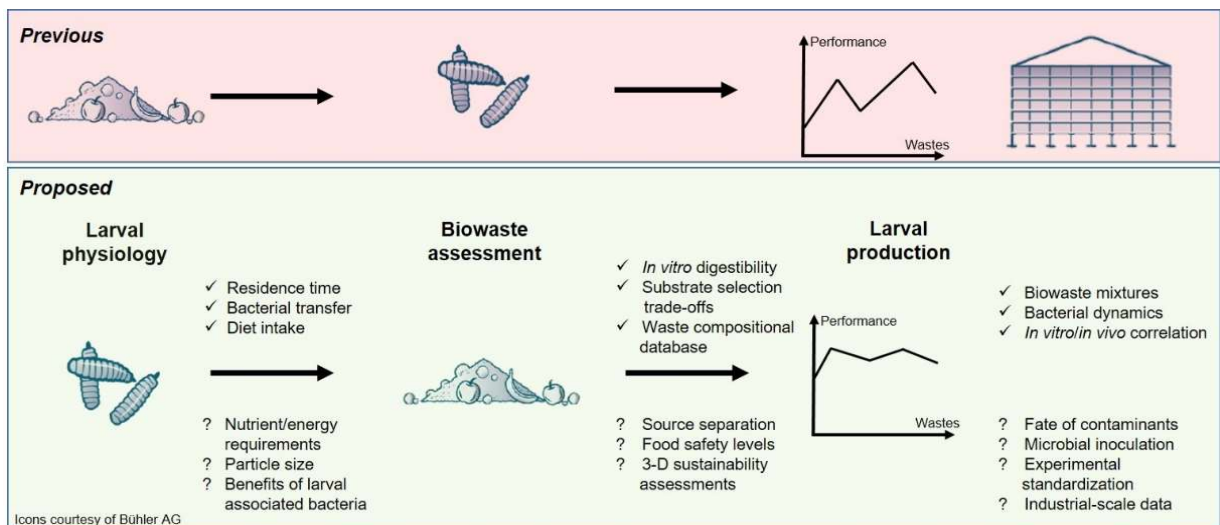 Previous
Performance
Wastes
Proposed
Larval
physiology
✓ Residence time
✓ Bacterial transfer
✓ Diet intake
? Nutrient/energy
requirements
? Particle size
? Benefits of larval
associated bacteria
Biowaste
assessment
✓ In vitro digestibility
✓ Substrate selection
trade-offs
✓ Waste compositional
database
? Source separation
? Food safety levels
? 3-D sustainability
assessments
Larval
production
Performance
Wastes
✓ Biowaste mixtures
✓ Bacterial dynamics
✓ In vitro/in vivo correlation
? Fate of contaminants
? Microbial inoculation
? Experimental
standardization
? Industrial-scale data
Icons courtesy of Bühler AG